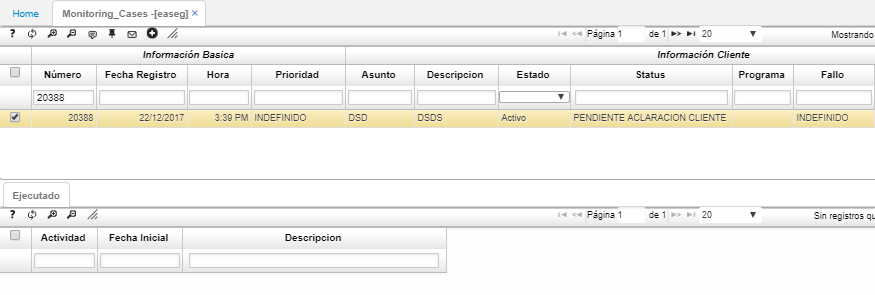 Home Monitoring_Cases -[easeg] ×
? Página 1 de 1 20 Mostrando
Información Basica Información Cliente
Número Fecha Registro Hora Prioridad Asunto Descripcion Estado Status Programa Fallo
20388
20388 22/12/2017 3:39 PM INDEFINIDO DSD DSDS Activo PENDIENTE ACLARACION CLIENTE INDEFINIDO
Ejecutado
? Página 1 de 1 20 Sin registros qu
Actividad Fecha Inicial Descripcion